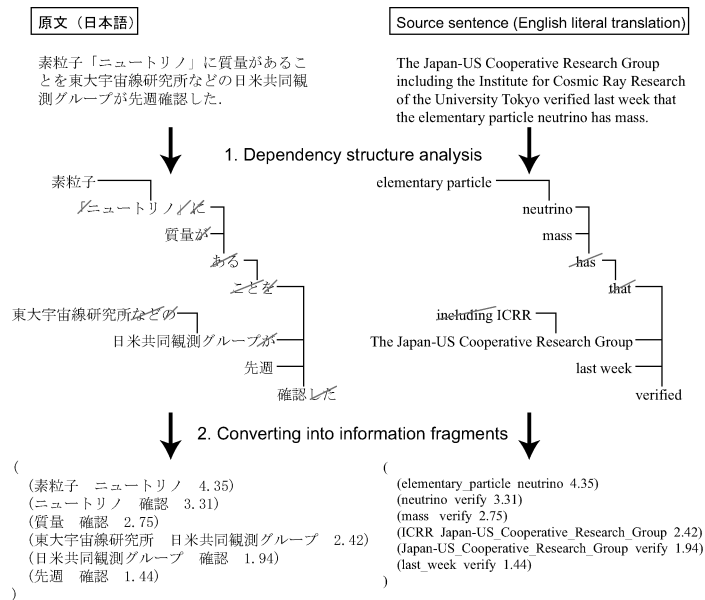 原文（日本語）
素粒子「ニュートリノ」に質量があるこ
とを東大宇宙線研究所などの日米共同観
測グループが先週確認した.
Source sentence (English literal translation)
The Japan-US Cooperative Research Group
including the Institute for Cosmic Ray Research
of the University Tokyo verified last week that
the elementary particle neutrino has mass.
1. Dependency structure analysis
素粒子
「ニュートリノ」に
質量が
ある
ことを
東大宇宙線研究所などの
日米共同観測グループが
先週
確認した
elementary particle
neutrino
mass
has
that
including ICRR
The Japan-US Cooperative Research Group
last week
verified
2. Converting into information fragments
(
(素粒子 ニュートリノ 4.35)
(ニュートリノ 確認 3.31)
(質量 確認 2.75)
(東大宇宙線研究所 日米共同観測グループ 2.42)
(日米共同観測グループ 確認 1.94)
(先週 確認 1.44)
)
(
(elementary_particle neutrino 4.35)
(neutrino verify 3.31)
(mass verify 2.75)
(ICRR Japan-US_Cooperative_Research_Group 2.42)
(Japan-US_Cooperative_Research_Group verify 1.94)
(last_week verify 1.44)
)